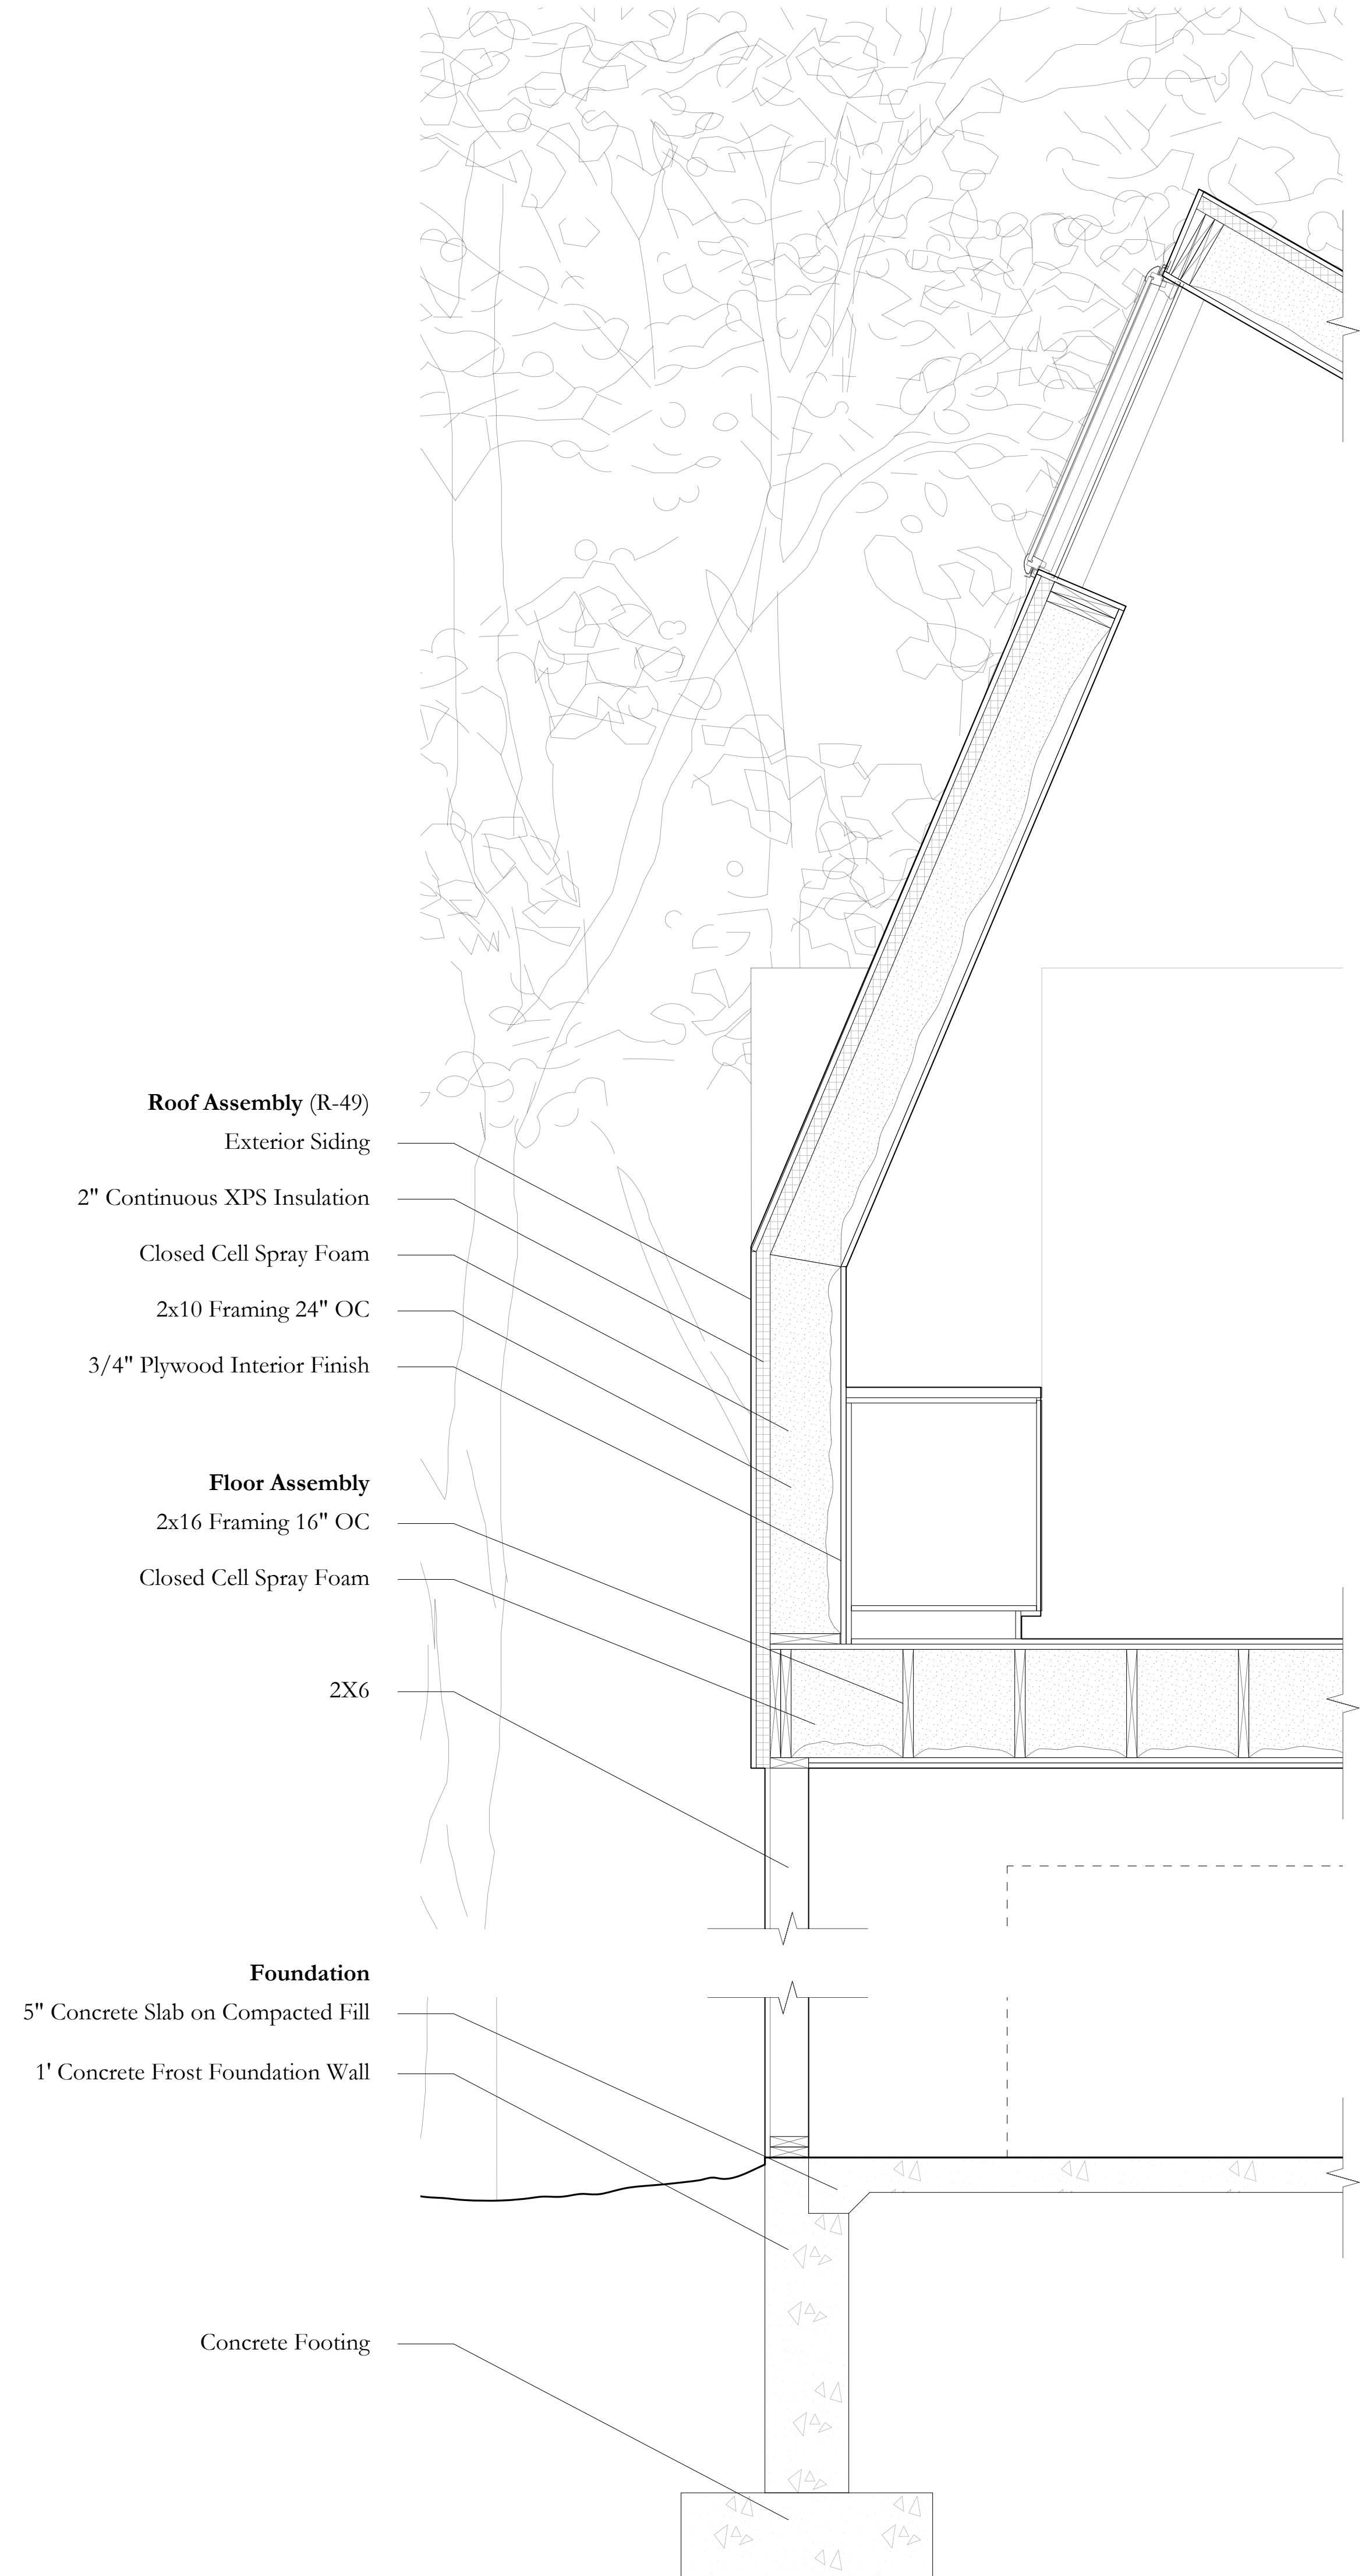 Roof Assembly (R-49)
Exterior Siding
2" Continuous XPS Insulation
Closed Cell Spray Foam
2x10 Framing 24" OC
3/4" Plywood Interior Finish
Floor Assembly
2x16 Framing 16" OC
Closed Cell Spray Foam
2X6
Foundation
5" Concrete Slab on Compacted Fill
1' Concrete Frost Foundation Wall
Concrete Footing